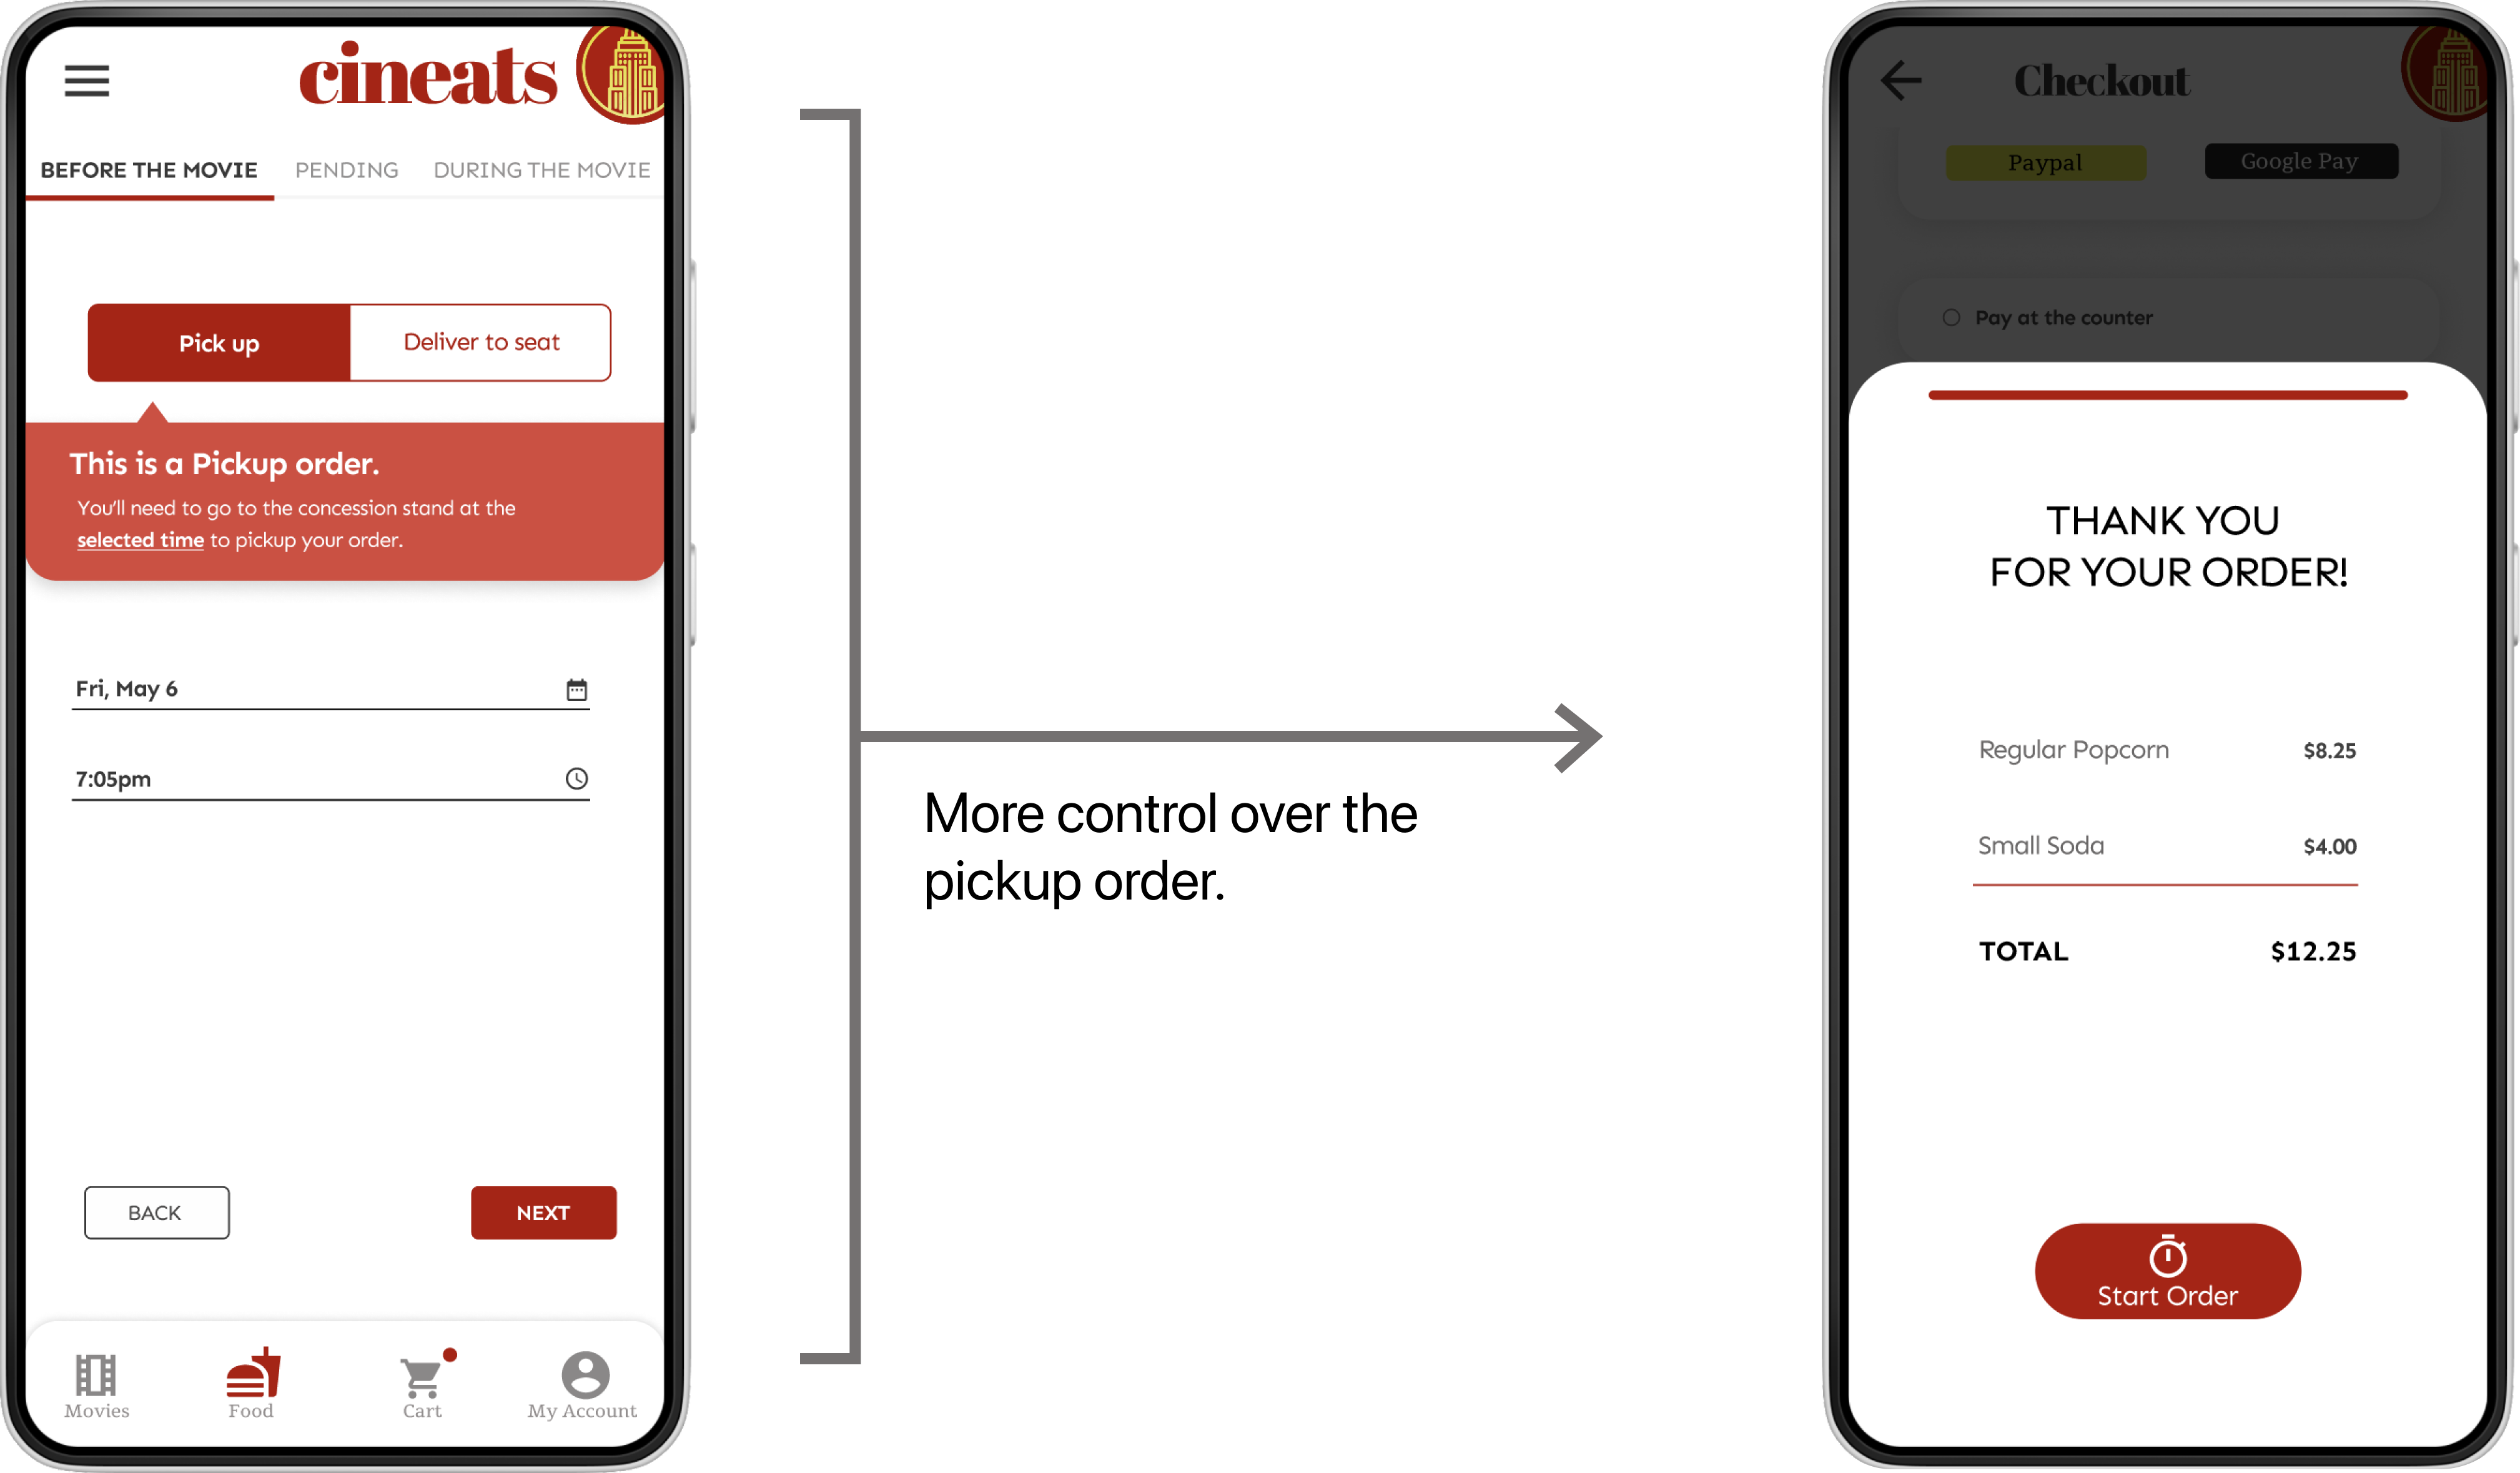 cineats
BEFORE THE MOVIE PENDING DURING THE MOVIE
Pick up Deliver to seat
This is a Pickup order.
You'll need to go to the concession stand at the
selected time to pickup your order.
Fri, May 6
7:05pm
BACK NEXT
Movies Food Cart My Account
More control over the
pickup order.
Checkout
Paypal Google Pay
Pay at the counter
THANK YOU
FOR YOUR ORDER!
Regular Popcorn $8.25
Small Soda $4.00
TOTAL $12.25
Start Order